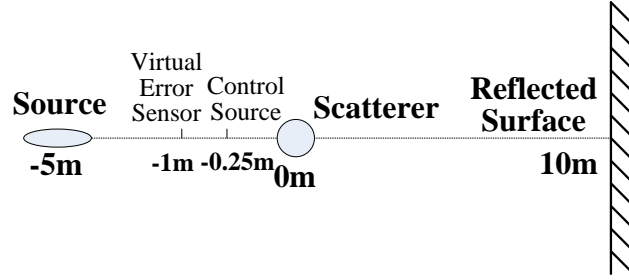 Virtual
Error
Sensor
Control
Source
Source
Scatterer
Reflected
Surface
-5m
-1m
-0.25m
0m
10m